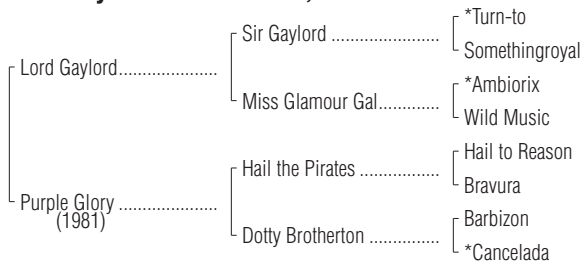 *Turn-to
Sir Gaylord ........................
Somethingroyal
Lord Gaylord......................
*Ambiorix
Miss Glamour Gal.............
Wild Music
Hail to Reason
Hail the Pirates ..................
Bravura
Purple Glory ......................
(1981)
Barbizon
Dotty Brotherton ...............
*Cancelada